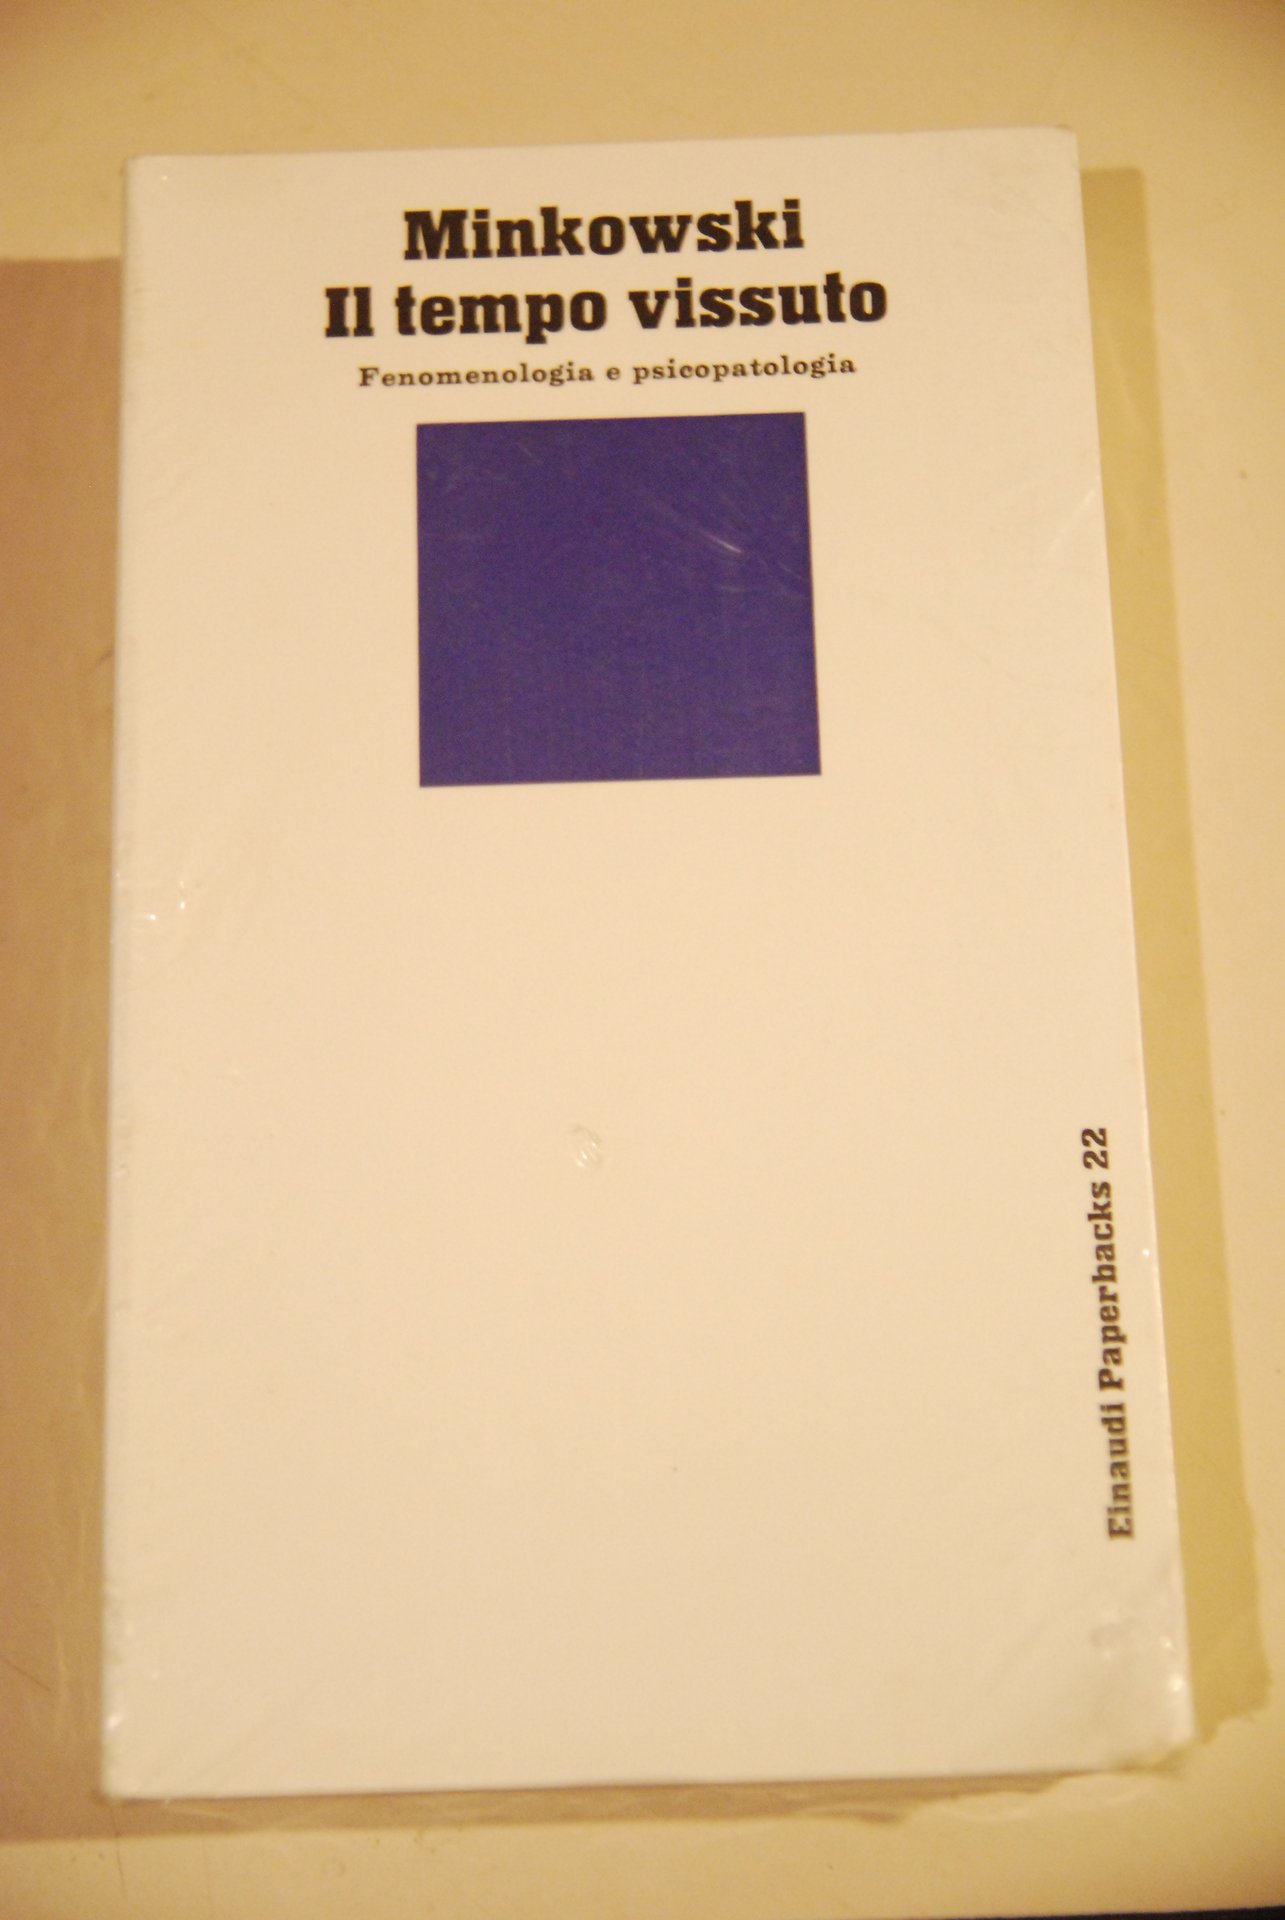 Minkowski
Il tempo vissuto
Fenomenologia e psicopatologia
Einaudi Paperbacks 22